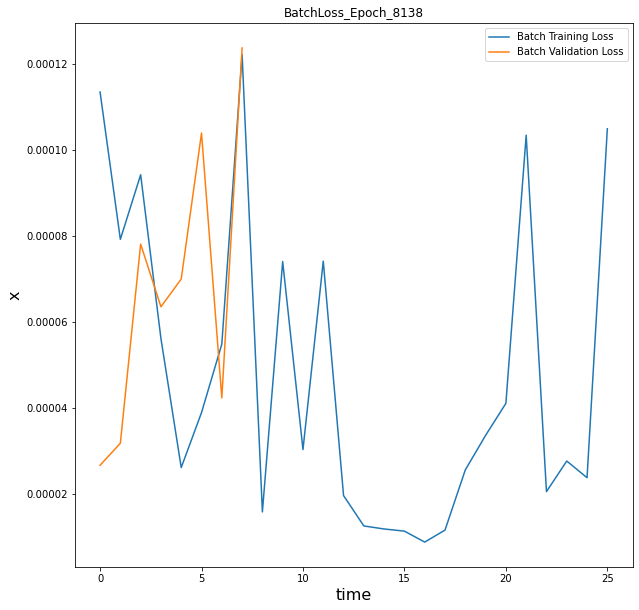 BatchLoss_Epoch_8138
Batch Training Loss
Batch Validation Loss
0.00012
0.00010
0.00008
0.00006
0.00004
0.00002
x
0 5 10 15 20 25
time